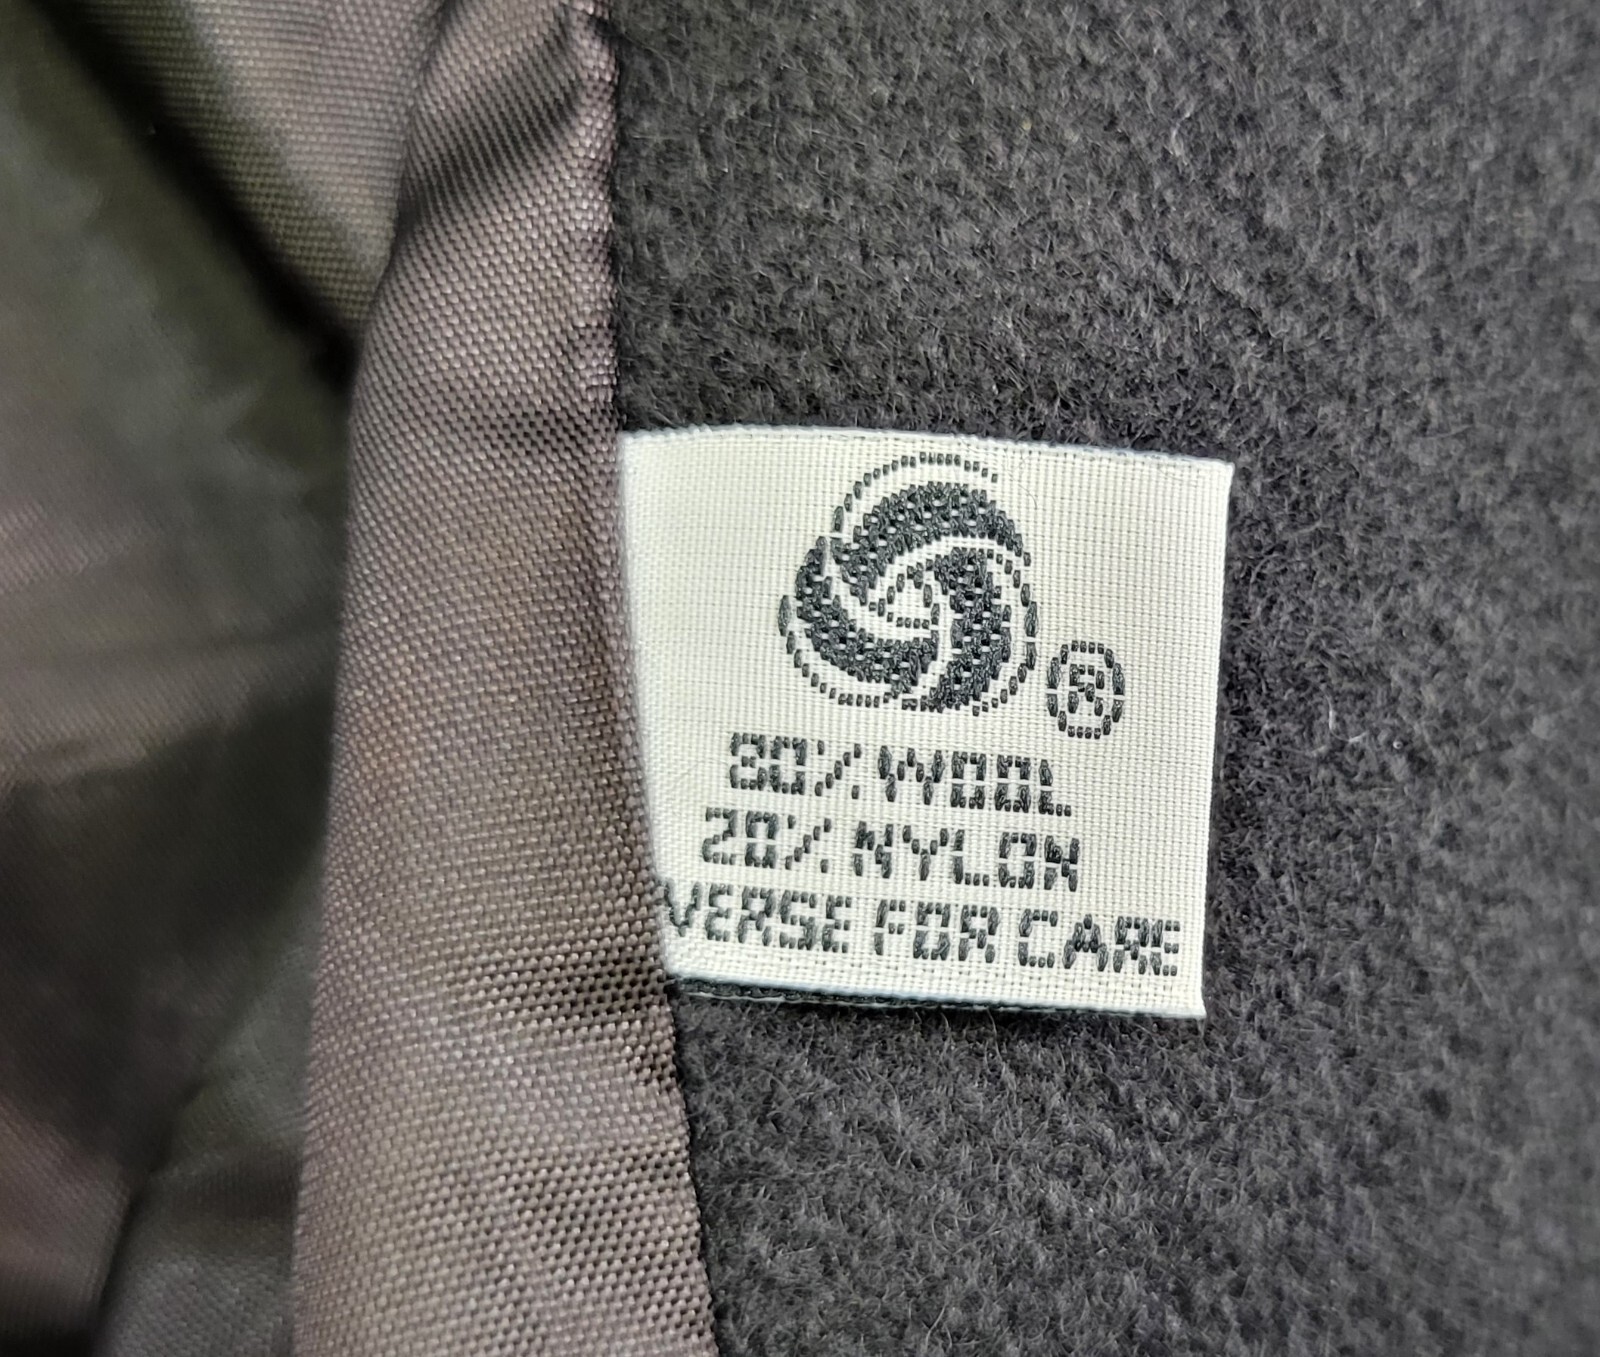 ®
80% WOOL
20% NYLON
VERSE FOR CARE